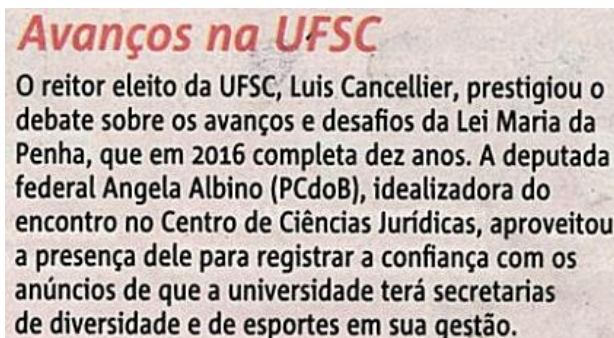 Avanços na UFSC
O reitor eleito da UFSC, Luis Cancellier, prestigiou o
debate sobre os avanços e desafios da Lei Maria da
Penha, que em 2016 completa dez anos. A deputada
federal Angela Albino (PCdoB), idealizadora do
encontro no Centro de Ciências Jurídicas, aproveitou
a presença dele para registrar a confiança com os
anúncios de que a universidade terá secretarias
de diversidade e de esportes em sua gestão.